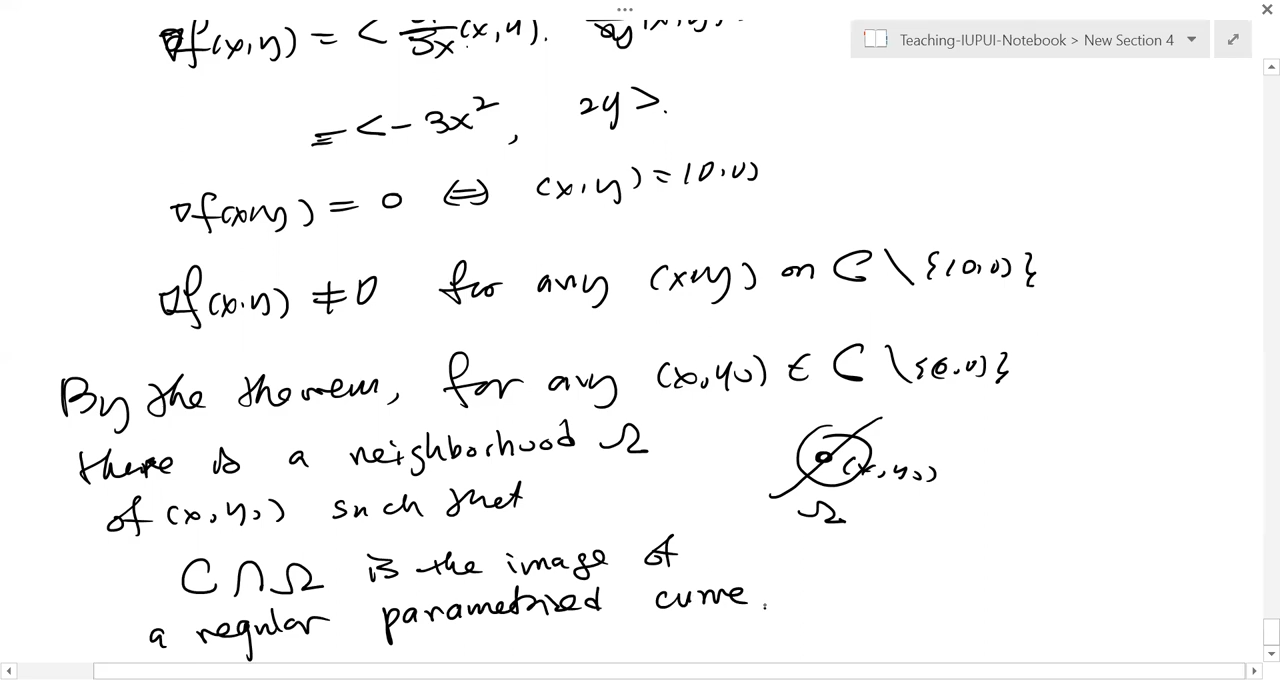 Teaching-IUPUI-Notebook > New Section 4
∇f(x,y) = < (x,y).
= < - 3x², 2y >.
∇f(x,y) = 0 ⇔ (x,y) = (0,0)
∇f(x,y) ≠ 0 for any (x,y) on C \ {(0,0)}
By the theorem, for any (x₀,y₀) ∈ C \ {(0,0)}
there is a neighborhood Ω
of (x₀,y₀) such that
(x₀,y₀)
Ω
C ∩ Ω is the image of
a regular parametrized curve.